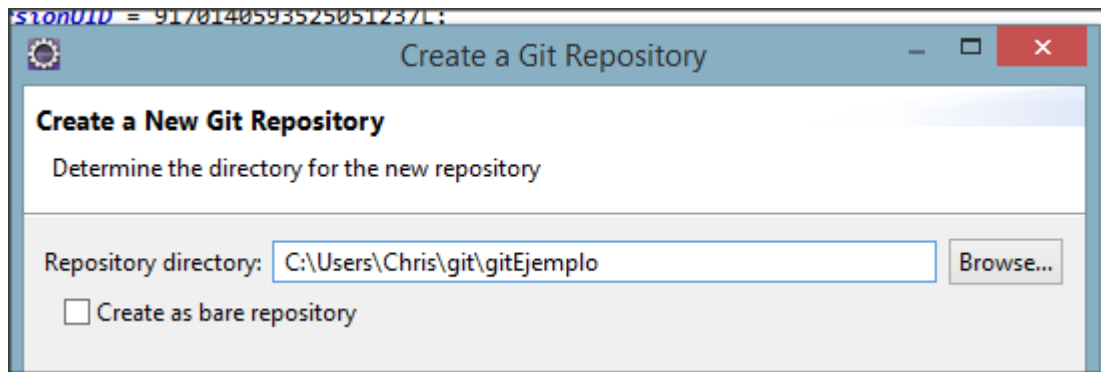 sionUID = 9170140593525051237L;
Create a Git Repository
Create a New Git Repository
Determine the directory for the new repository
Repository directory: C:\Users\Chris\git\gitEjemplo Browse...
Create as bare repository